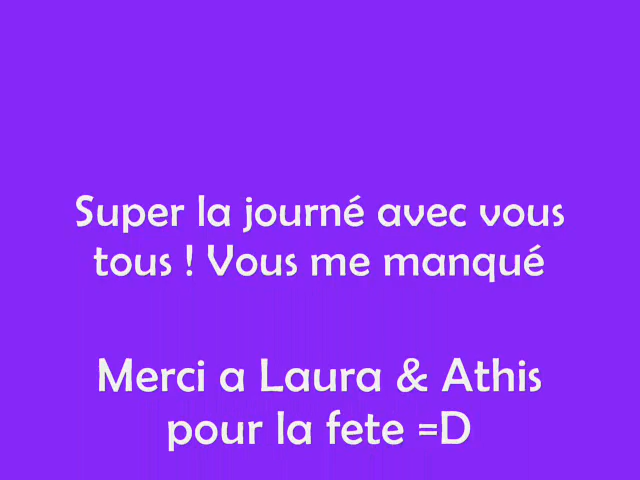 Super la journé avec vous
tous ! Vous me manqué
Merci a Laura & Athis
pour la fete =D